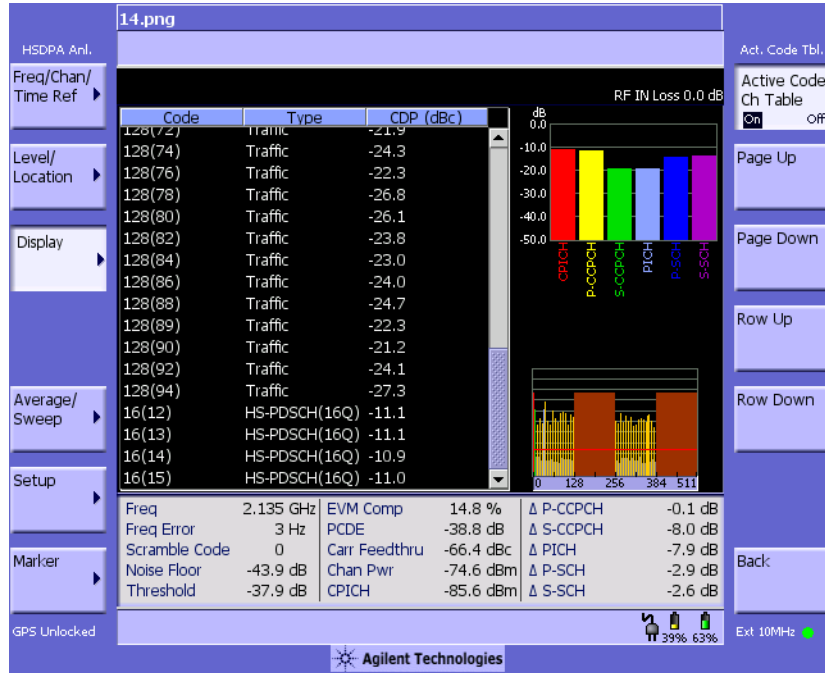 14.png
HSDPA Anl.
Act. Code Tbl.
Freq/Chan/
Time Ref
Level/
Location
Display
Average/
Sweep
Setup
Marker
GPS Unlocked
RF IN Loss 0.0 dB
Code Type CDP (dBc)
128(72) Traffic -21.9
128(74) Traffic -24.3
128(76) Traffic -22.3
128(78) Traffic -26.8
128(80) Traffic -26.1
128(82) Traffic -23.8
128(84) Traffic -23.0
128(86) Traffic -24.0
128(88) Traffic -24.7
128(89) Traffic -22.3
128(90) Traffic -21.2
128(92) Traffic -24.1
128(94) Traffic -27.3
16(12) HS-PDSCH(16Q) -11.1
16(13) HS-PDSCH(16Q) -11.1
16(14) HS-PDSCH(16Q) -10.9
16(15) HS-PDSCH(16Q) -11.0
dB
0.0
-10.0
-20.0
-30.0
-40.0
-50.0
CPICH
P-CCPCH
S-CCPCH
PICH
P-SCH
S-SCH
0 128 256 384 511
Freq 2.135 GHz EVM Comp 14.8 % Δ P-CCPCH -0.1 dB
Freq Error 3 Hz PCDE -38.8 dB Δ S-CCPCH -8.0 dB
Scramble Code 0 Carr Feedthru -66.4 dBc Δ PICH -7.9 dB
Noise Floor -43.9 dB Chan Pwr -74.6 dBm Δ P-SCH -2.9 dB
Threshold -37.9 dB CPICH -85.6 dBm Δ S-SCH -2.6 dB
39% 63%
Agilent Technologies
Active Code
Ch Table
On Off
Page Up
Page Down
Row Up
Row Down
Back
Ext 10MHz